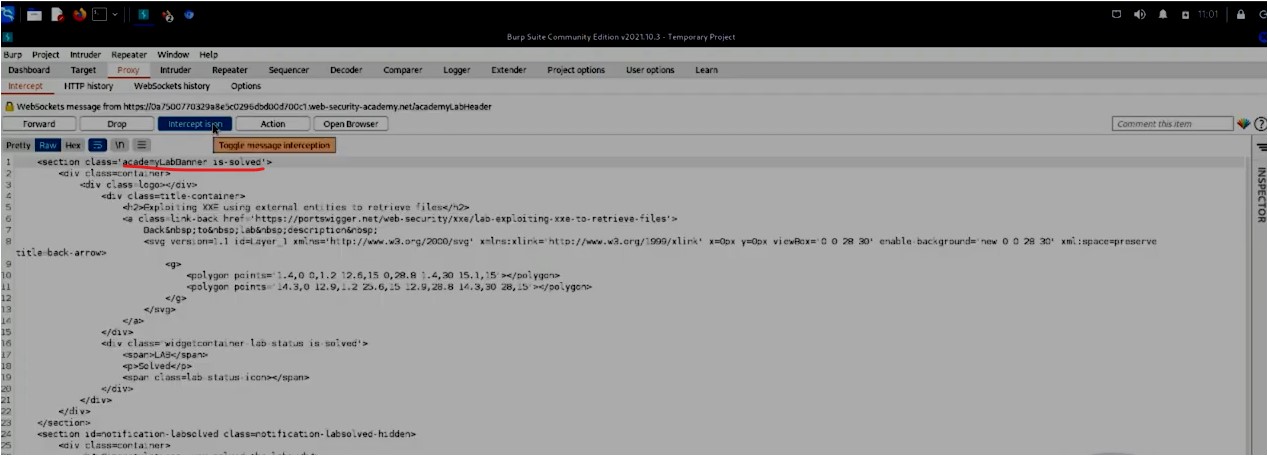 11:01
Burp Suite Community Edition v2021.10.3 - Temporary Project
Burp Project Intruder Repeater Window Help
Dashboard Target Proxy Intruder Repeater Sequencer Decoder Comparer Logger Extender Project options User options Learn
Intercept HTTP history WebSockets history Options
WebSockets message from https://0a7500770329a8e5c0296dbd00d700c1.web-security-academy.net/academyLabHeader
Forward Drop Intercept is on Action Open Browser Comment this item
Pretty Raw Hex \n Toggle message interception
INSPECTOR
1 <section class='academyLabBanner is-solved'>
2 <div class=container>
3 <div class=logo></div>
4 <div class=title-container>
5 <h2>Exploiting XXE using external entities to retrieve files</h2>
6 <a class=link-back href='https://portswigger.net/web-security/xxe/lab-exploiting-xxe-to-retrieve-files'>
7 Back&nbsp;to&nbsp;lab&nbsp;description&nbsp;
8 <svg version=1.1 id=Layer_1 xmlns='http://www.w3.org/2000/svg' xmlns:xlink='http://www.w3.org/1999/xlink' x=0px y=0px viewBox='0 0 28 30' enable-background='new 0 0 28 30' xml:space=preserve
title=back-arrow>
9 <g>
10 <polygon points='1.4,0 0,1.2 12.6,15 0,28.8 1.4,30 15.1,15'></polygon>
11 <polygon points='14.3,0 12.9,1.2 25.6,15 12.9,28.8 14.3,30 28,15'></polygon>
12 </g>
13 </svg>
14 </a>
15 </div>
16 <div class='widgetcontainer-lab-status is-solved'>
17 <span>LAB</span>
18 <p>Solved</p>
19 <span class=lab-status-icon></span>
20 </div>
21 </div>
22 </div>
23 </section>
24 <section id=notification-labsolved class=notification-labsolved-hidden>
25 <div class=container>